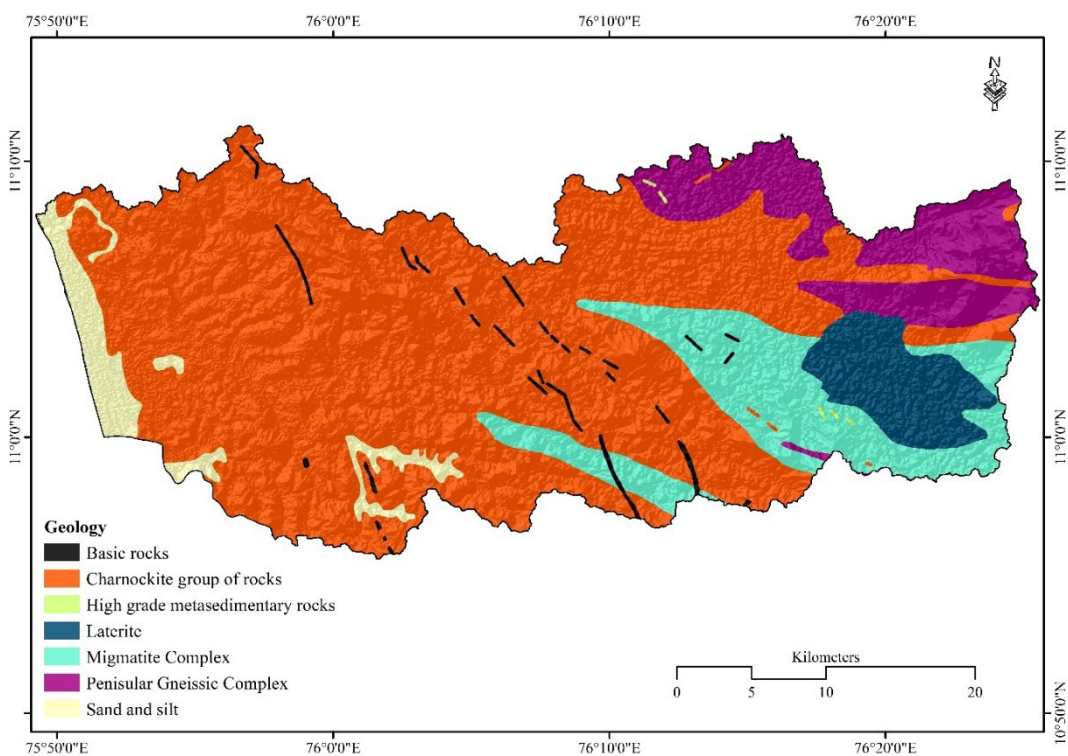 75°50'0"E 76°0'0"E 76°10'0"E 76°20'0"E
N
11°10'0"N 11°10'0"N
11°0'0"N 11°0'0"N
Geology
Basic rocks
Charnockite group of rocks
High grade metasedimentary rocks
Laterite
Migmatite Complex
Penisular Gneissic Complex
Sand and silt
Kilometers
0 5 10 20
10°50'0"N
75°50'0"E 76°0'0"E 76°10'0"E 76°20'0"E